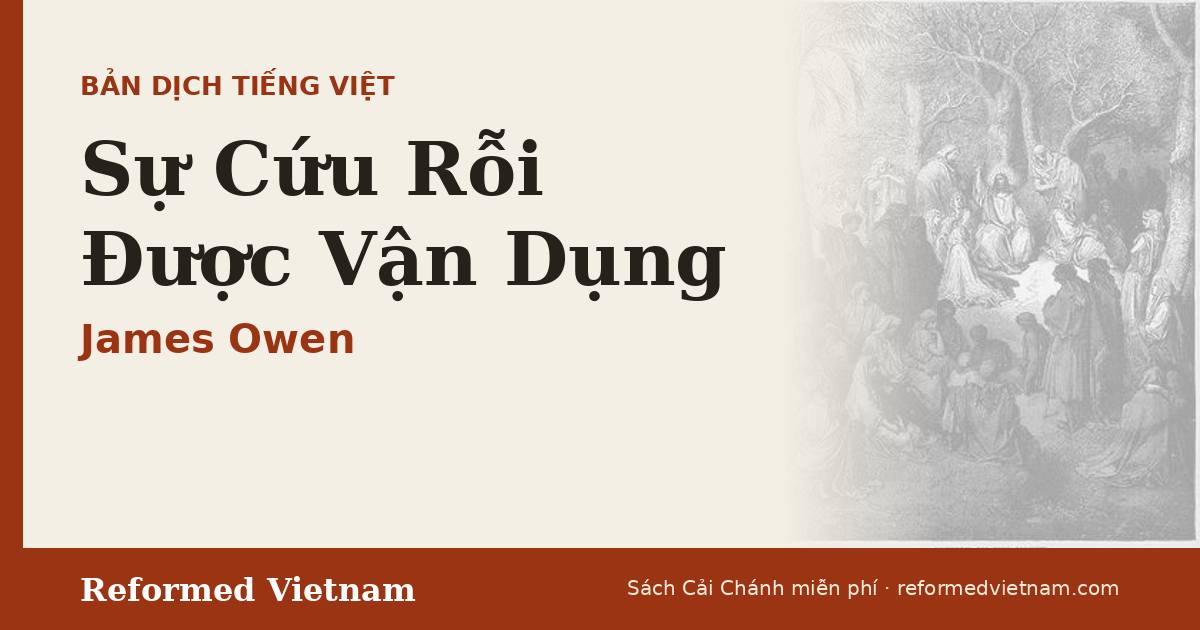 BẢN DỊCH TIẾNG VIỆT
Sự Cứu Rỗi
Được Vận Dụng
James Owen
Reformed Vietnam
Sách Cải Chánh miễn phí · reformedvietnam.com